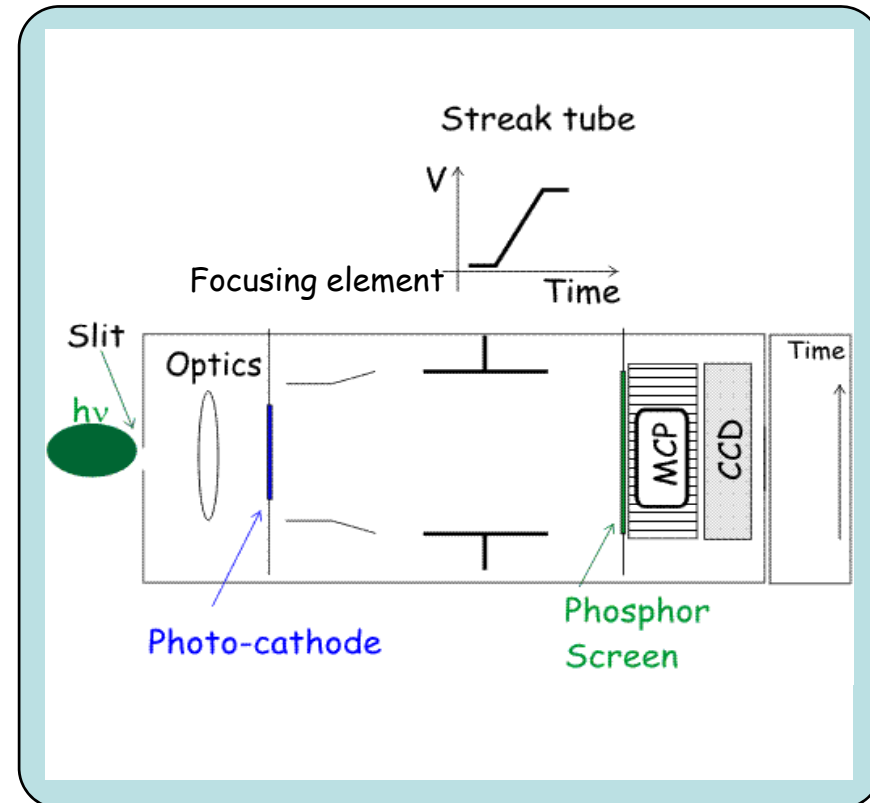 Streak tube
V
Time
Focusing element
Slit
Optics
Time
hν
MCP
CCD
Photo-cathode
Phosphor
Screen